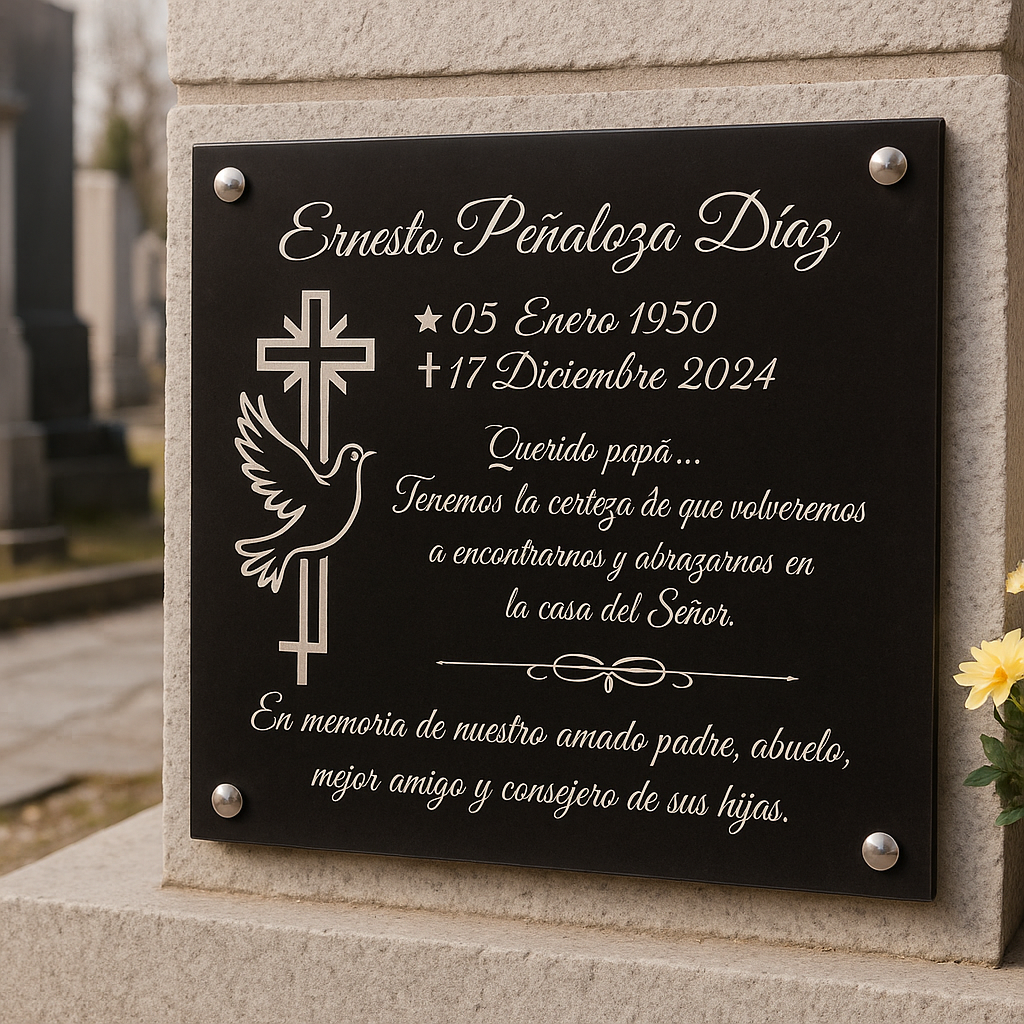 Ernesto Peñaloza Díaz
★ 05 Enero 1950
✝ 17 Diciembre 2024
Querido papá...
Tenemos la certeza de que volveremos
a encontrarnos y abrazarnos en
la casa del Señor.
En memoria de nuestro amado padre, abuelo,
mejor amigo y consejero de sus hijas.